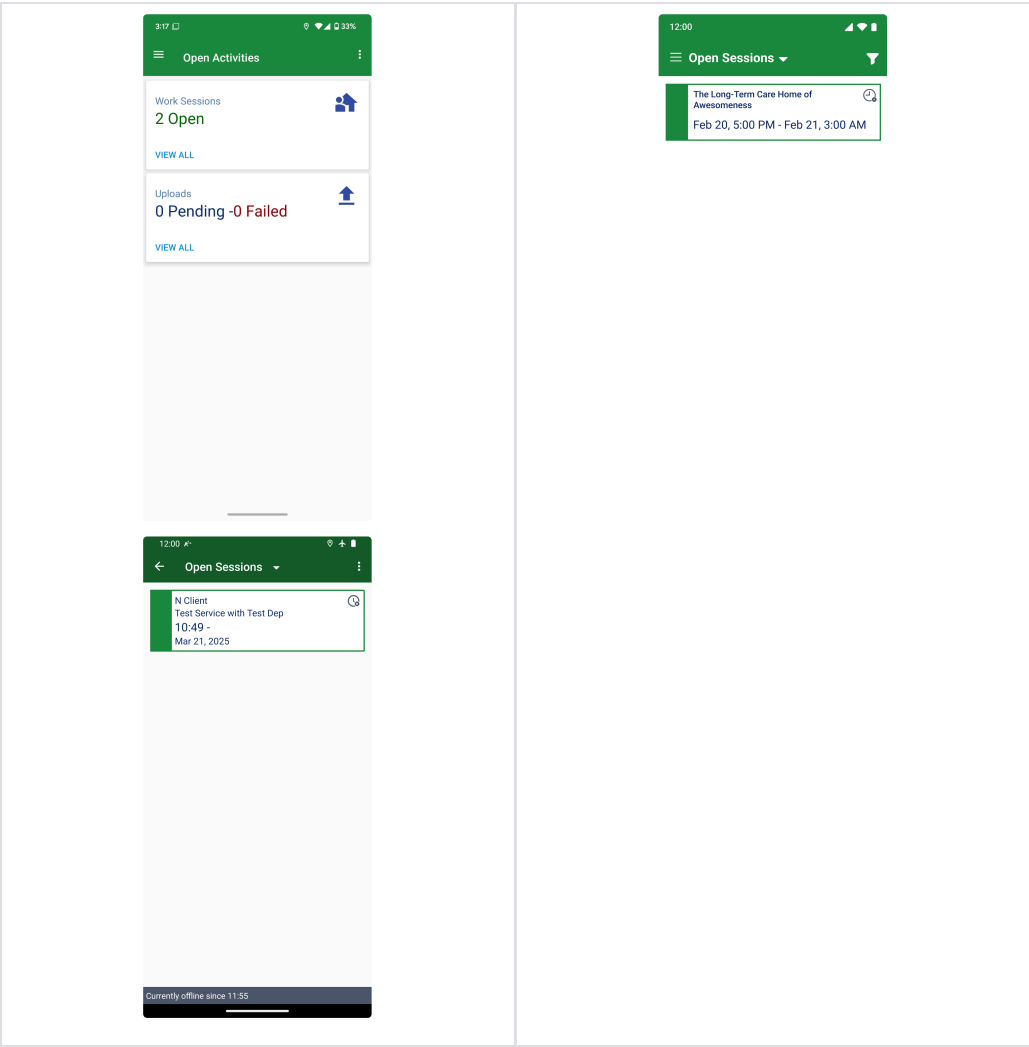 3:17
33%
Open Activities
Work Sessions
2 Open
VIEW ALL
Uploads
0 Pending -0 Failed
VIEW ALL
12:00
Open Sessions
N Client
Test Service with Test Dep
10:49 -
Mar 21, 2025
Currently offline since 11:55
12:00
Open Sessions
The Long-Term Care Home of
Awesomeness
Feb 20, 5:00 PM - Feb 21, 3:00 AM